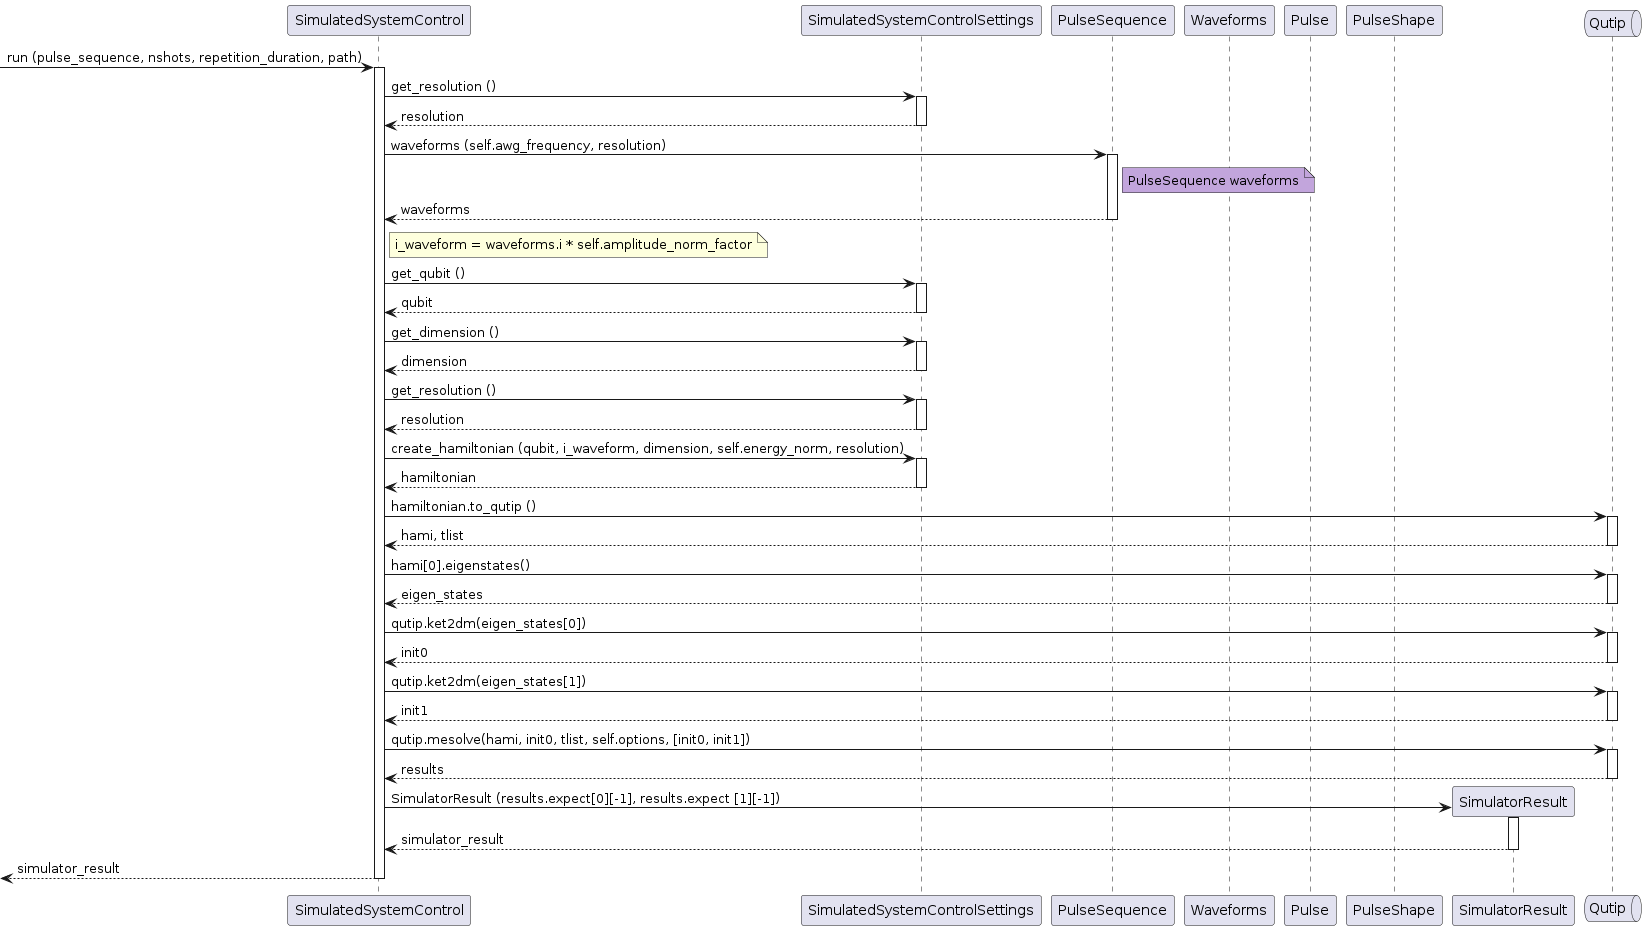 SimulatedSystemControl
SimulatedSystemControlSettings
PulseSequence
Waveforms
Pulse
PulseShape
Qutip
run (pulse_sequence, nshots, repetition_duration, path)
get_resolution ()
resolution
waveforms (self.awg_frequency, resolution)
PulseSequence waveforms
waveforms
i_waveform = waveforms.i * self.amplitude_norm_factor
get_qubit ()
qubit
get_dimension ()
dimension
get_resolution ()
resolution
create_hamiltonian (qubit, i_waveform, dimension, self.energy_norm, resolution)
hamiltonian
hamiltonian.to_qutip ()
hami, tlist
hami[0].eigenstates()
eigen_states
qutip.ket2dm(eigen_states[0])
init0
qutip.ket2dm(eigen_states[1])
init1
qutip.mesolve(hami, init0, tlist, self.options, [init0, init1])
results
SimulatorResult (results.expect[0][-1], results.expect [1][-1])
SimulatorResult
simulator_result
simulator_result
SimulatedSystemControl
SimulatedSystemControlSettings
PulseSequence
Waveforms
Pulse
PulseShape
SimulatorResult
Qutip